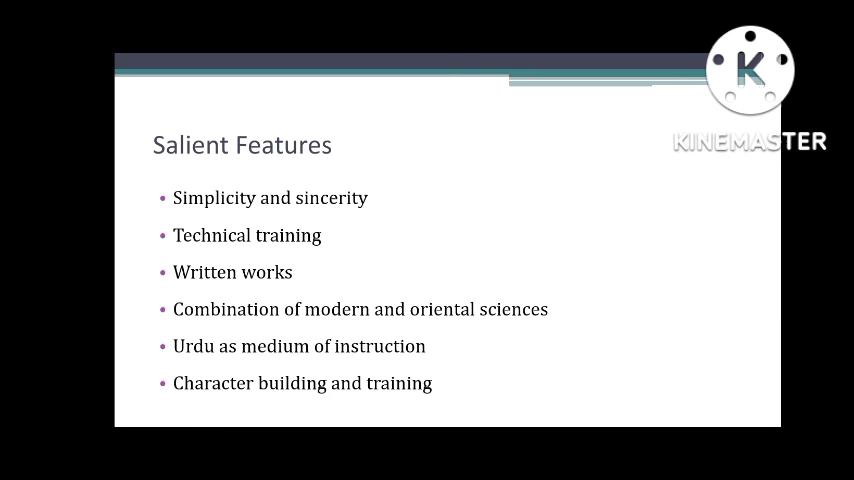 K
KINEMASTER
Salient Features
• Simplicity and sincerity
• Technical training
• Written works
• Combination of modern and oriental sciences
• Urdu as medium of instruction
• Character building and training